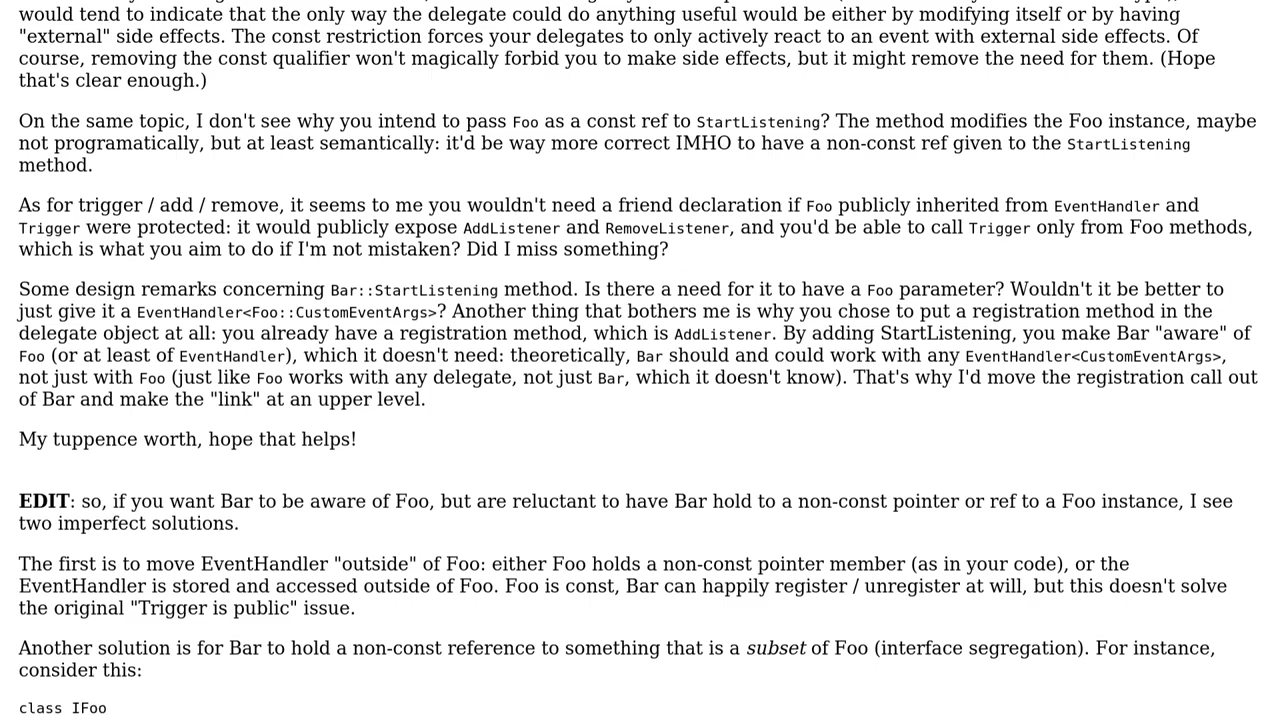 would tend to indicate that the only way the delegate could do anything useful would be either by modifying itself or by having
"external" side effects. The const restriction forces your delegates to only actively react to an event with external side effects. Of
course, removing the const qualifier won't magically forbid you to make side effects, but it might remove the need for them. (Hope
that's clear enough.)
On the same topic, I don't see why you intend to pass Foo as a const ref to StartListening? The method modifies the Foo instance, maybe
not programatically, but at least semantically: it'd be way more correct IMHO to have a non-const ref given to the StartListening
method.
As for trigger / add / remove, it seems to me you wouldn't need a friend declaration if Foo publicly inherited from EventHandler and
Trigger were protected: it would publicly expose AddListener and RemoveListener, and you'd be able to call Trigger only from Foo methods,
which is what you aim to do if I'm not mistaken? Did I miss something?
Some design remarks concerning Bar::StartListening method. Is there a need for it to have a Foo parameter? Wouldn't it be better to
just give it a EventHandler<Foo::CustomEventArgs>? Another thing that bothers me is why you chose to put a registration method in the
delegate object at all: you already have a registration method, which is AddListener. By adding StartListening, you make Bar "aware" of
Foo (or at least of EventHandler), which it doesn't need: theoretically, Bar should and could work with any EventHandler<CustomEventArgs>,
not just with Foo (just like Foo works with any delegate, not just Bar, which it doesn't know). That's why I'd move the registration call out
of Bar and make the "link" at an upper level.
My tuppence worth, hope that helps!
EDIT: so, if you want Bar to be aware of Foo, but are reluctant to have Bar hold to a non-const pointer or ref to a Foo instance, I see
two imperfect solutions.
The first is to move EventHandler "outside" of Foo: either Foo holds a non-const pointer member (as in your code), or the
EventHandler is stored and accessed outside of Foo. Foo is const, Bar can happily register / unregister at will, but this doesn't solve
the original "Trigger is public" issue.
Another solution is for Bar to hold a non-const reference to something that is a subset of Foo (interface segregation). For instance,
consider this:
class IFoo